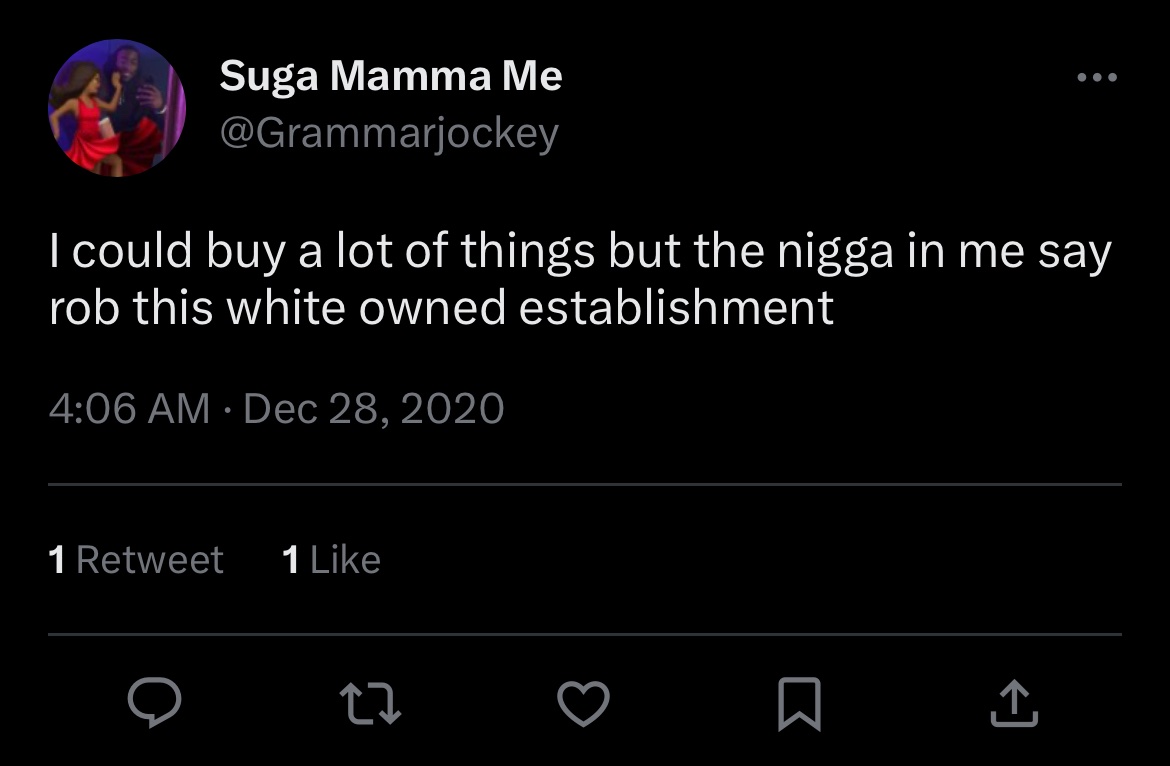 Suga Mamma Me
@Grammarjockey
I could buy a lot of things but the nigga in me say
rob this white owned establishment
4:06 AM · Dec 28, 2020
1 Retweet 1 Like